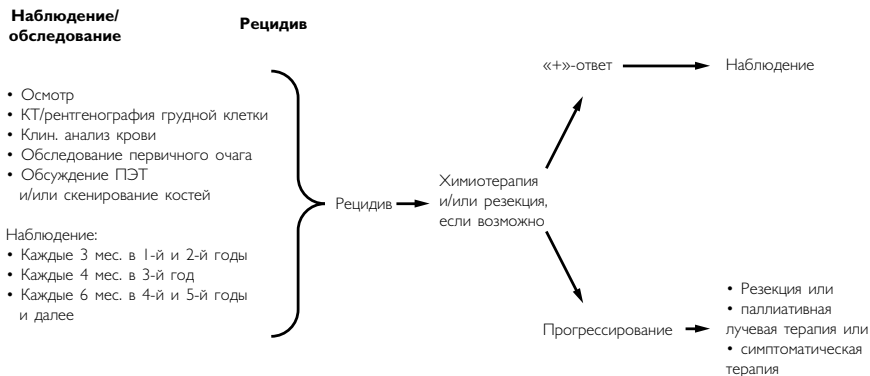 Наблюдение/
обследование
Рецидив
• Осмотр
• КТ/рентгенография грудной клетки
• Клин. анализ крови
• Обследование первичного очага
• Обсуждение ПЭТ
и/или скенирование костей
Наблюдение:
• Каждые 3 мес. в 1-й и 2-й годы
• Каждые 4 мес. в 3-й год
• Каждые 6 мес. в 4-й и 5-й годы
и далее
Рецидив
Химиотерапия
и/или резекция,
если возможно
«+»-ответ
Наблюдение
Прогрессирование
• Резекция или
• паллиативная
лучевая терапия или
• симптоматическая
терапия